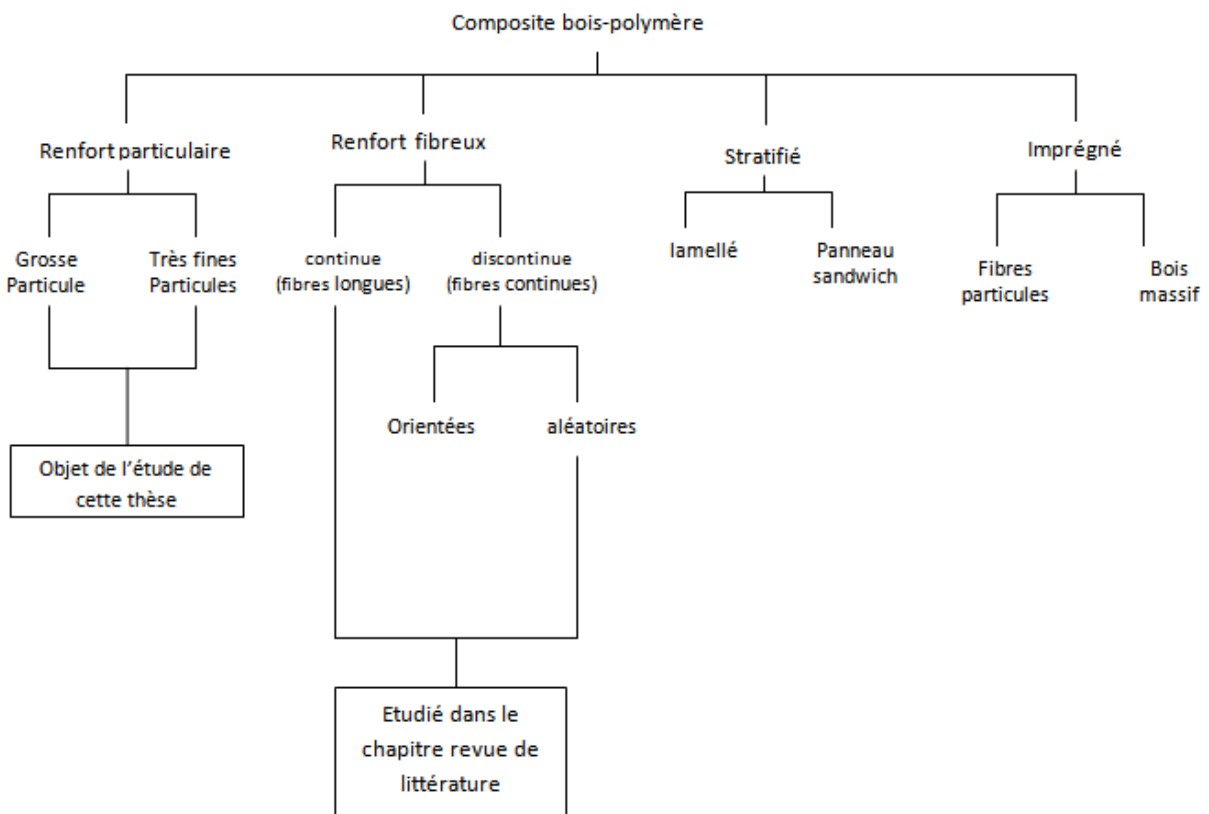 Composite bois-polymère
Renfort particulaire
Renfort fibreux
Stratifié
Imprégné
Grosse
Particule
Très fines
Particules
continue
(fibres longues)
discontinue
(fibres continues)
lamellé
Panneau
sandwich
Fibres
particules
Bois
massif
Orientées
aléatoires
Objet de l'étude de
cette thèse
Etudié dans le
chapitre revue de
littérature